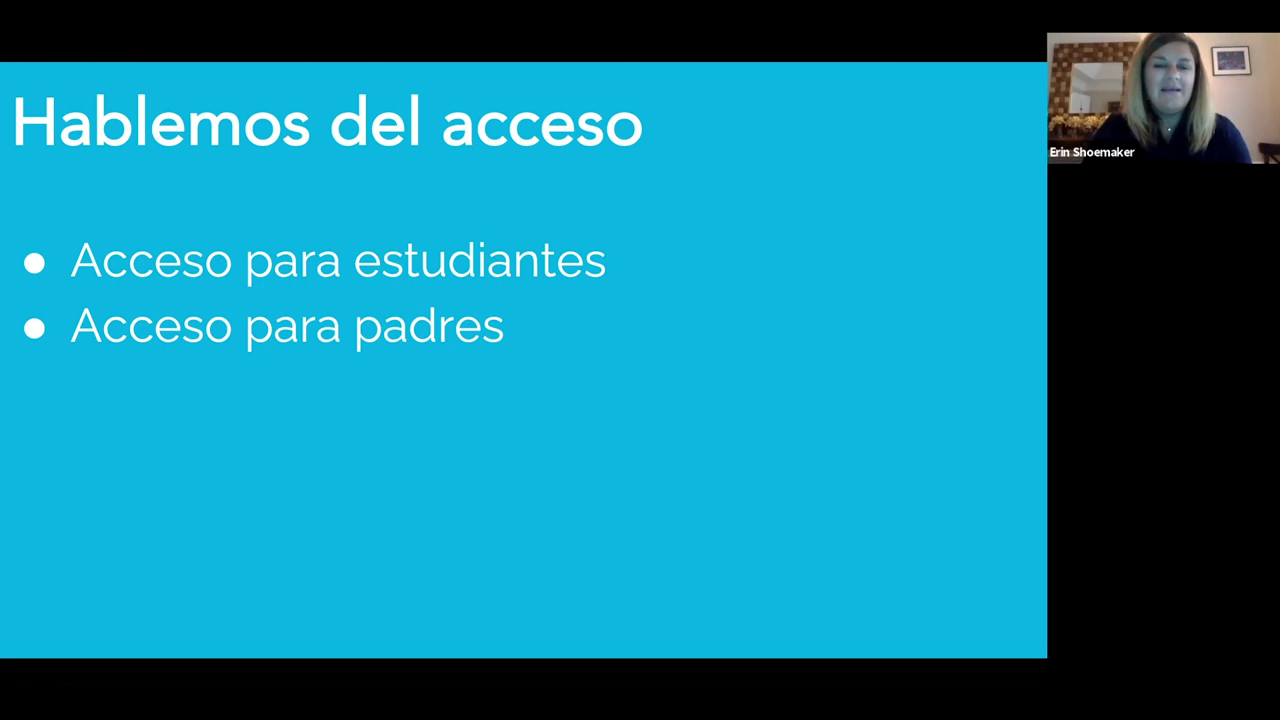 Hablemos del acceso
● Acceso para estudiantes
● Acceso para padres
Erin Shoemaker